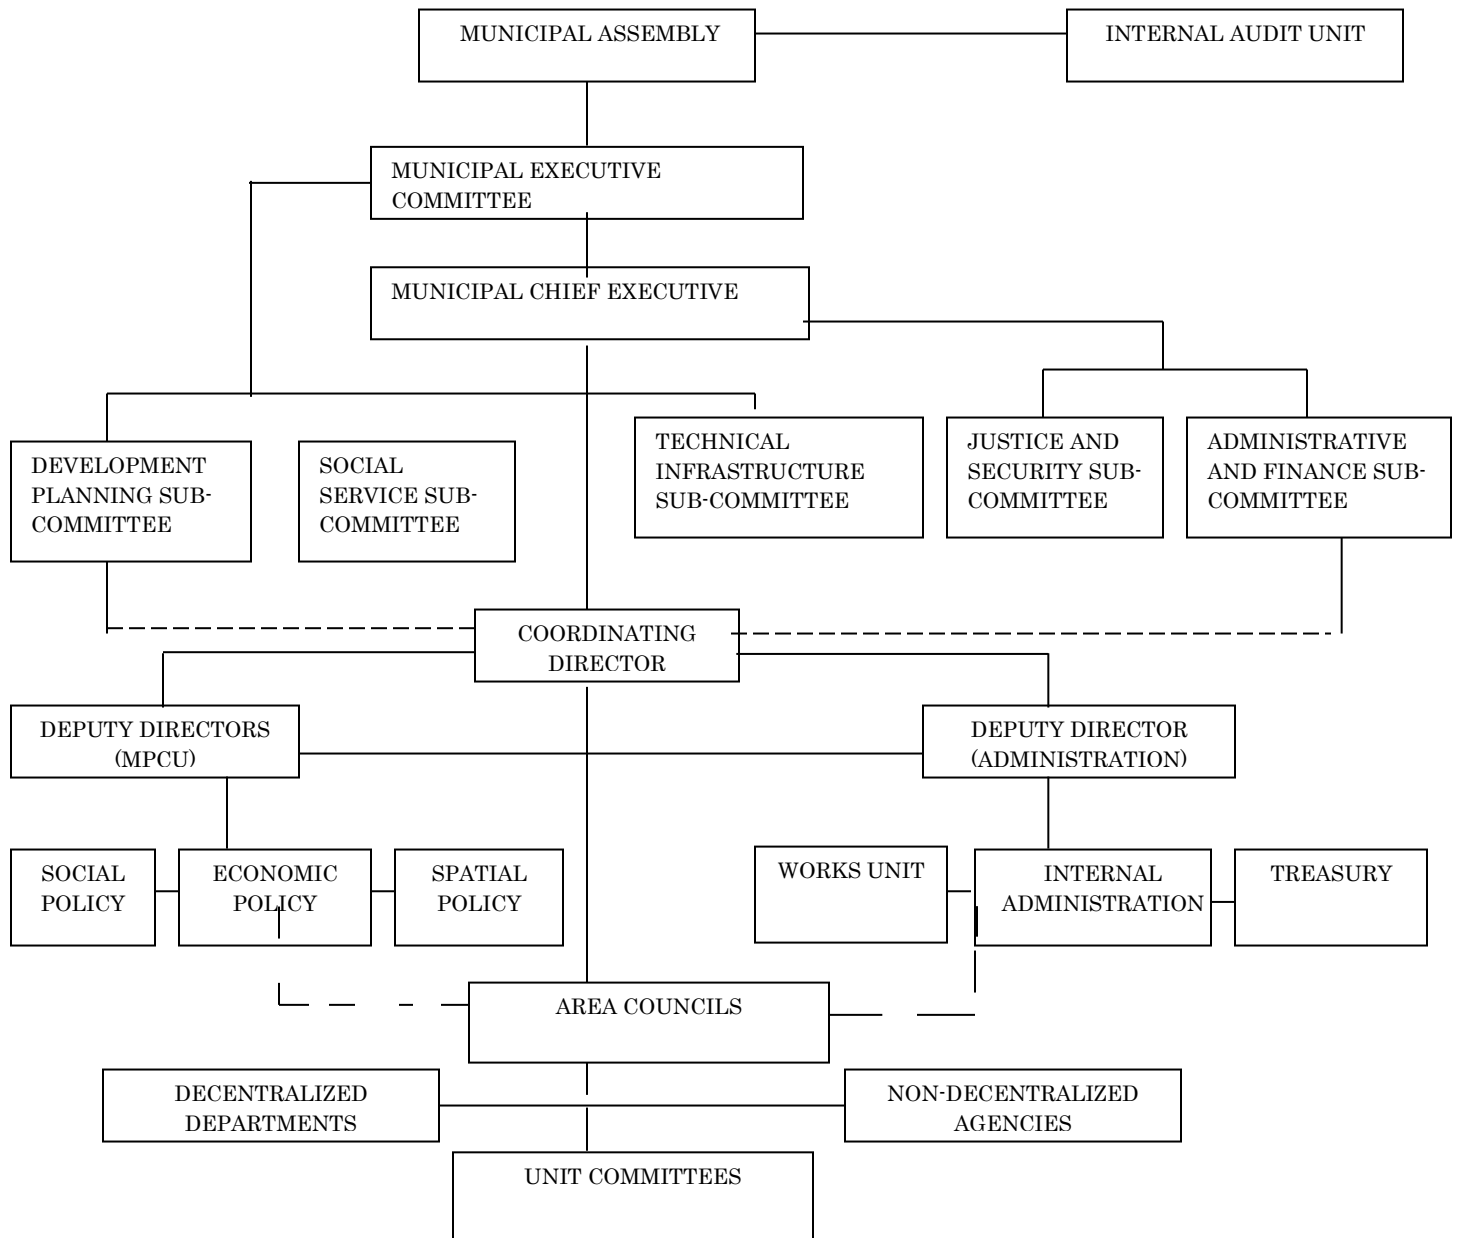 MUNICIPAL ASSEMBLY
INTERNAL AUDIT UNIT
MUNICIPAL EXECUTIVE
COMMITTEE
MUNICIPAL CHIEF EXECUTIVE
DEVELOPMENT
PLANNING SUB-
COMMITTEE
SOCIAL
SERVICE SUB-
COMMITTEE
TECHNICAL
INFRASTRUCTURE
SUB-COMMITTEE
JUSTICE AND
SECURITY SUB-
COMMITTEE
ADMINISTRATIVE
AND FINANCE SUB-
COMMITTEE
COORDINATING
DIRECTOR
DEPUTY DIRECTORS
(MPCU)
DEPUTY DIRECTOR
(ADMINISTRATION)
SOCIAL
POLICY
ECONOMIC
POLICY
SPATIAL
POLICY
WORKS UNIT
INTERNAL
ADMINISTRATION
TREASURY
AREA COUNCILS
DECENTRALIZED
DEPARTMENTS
NON-DECENTRALIZED
AGENCIES
UNIT COMMITTEES